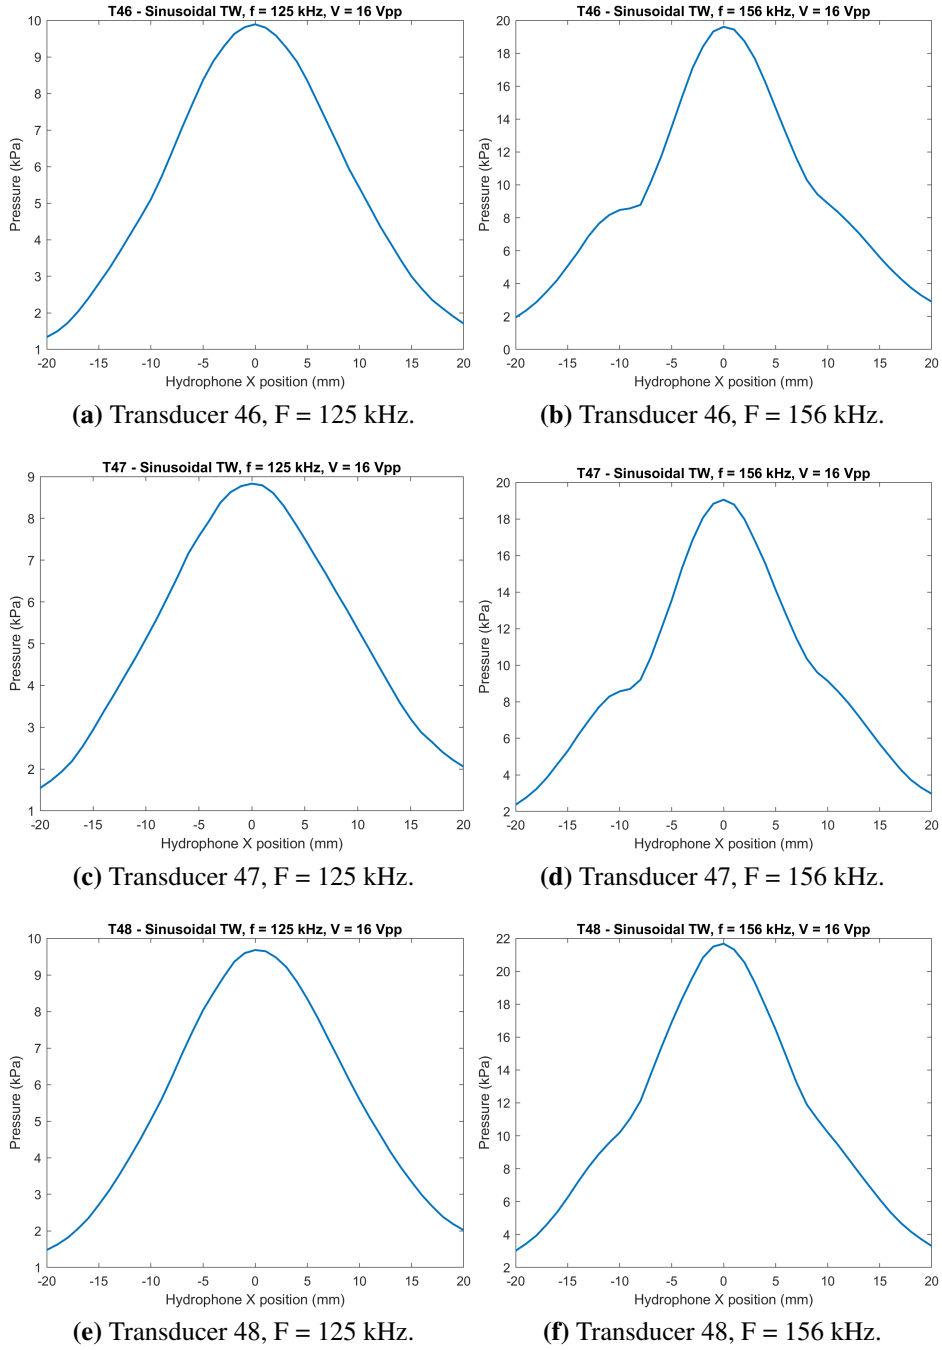 T46 - Sinusoidal TW, f = 125 kHz, V = 16 Vpp
10
9
8
7
6
5
4
3
2
1
Pressure (kPa)
-20 -15 -10 -5 0 5 10 15 20
Hydrophone X position (mm)
(a) Transducer 46, F = 125 kHz.
T46 - Sinusoidal TW, f = 156 kHz, V = 16 Vpp
20
18
16
14
12
10
8
6
4
2
0
Pressure (kPa)
-20 -15 -10 -5 0 5 10 15 20
Hydrophone X position (mm)
(b) Transducer 46, F = 156 kHz.
T47 - Sinusoidal TW, f = 125 kHz, V = 16 Vpp
9
8
7
6
5
4
3
2
1
Pressure (kPa)
-20 -15 -10 -5 0 5 10 15 20
Hydrophone X position (mm)
(c) Transducer 47, F = 125 kHz.
T47 - Sinusoidal TW, f = 156 kHz, V = 16 Vpp
20
18
16
14
12
10
8
6
4
2
Pressure (kPa)
-20 -15 -10 -5 0 5 10 15 20
Hydrophone X position (mm)
(d) Transducer 47, F = 156 kHz.
T48 - Sinusoidal TW, f = 125 kHz, V = 16 Vpp
10
9
8
7
6
5
4
3
2
1
Pressure (kPa)
-20 -15 -10 -5 0 5 10 15 20
Hydrophone X position (mm)
(e) Transducer 48, F = 125 kHz.
T48 - Sinusoidal TW, f = 156 kHz, V = 16 Vpp
22
20
18
16
14
12
10
8
6
4
2
Pressure (kPa)
-20 -15 -10 -5 0 5 10 15 20
Hydrophone X position (mm)
(f) Transducer 48, F = 156 kHz.